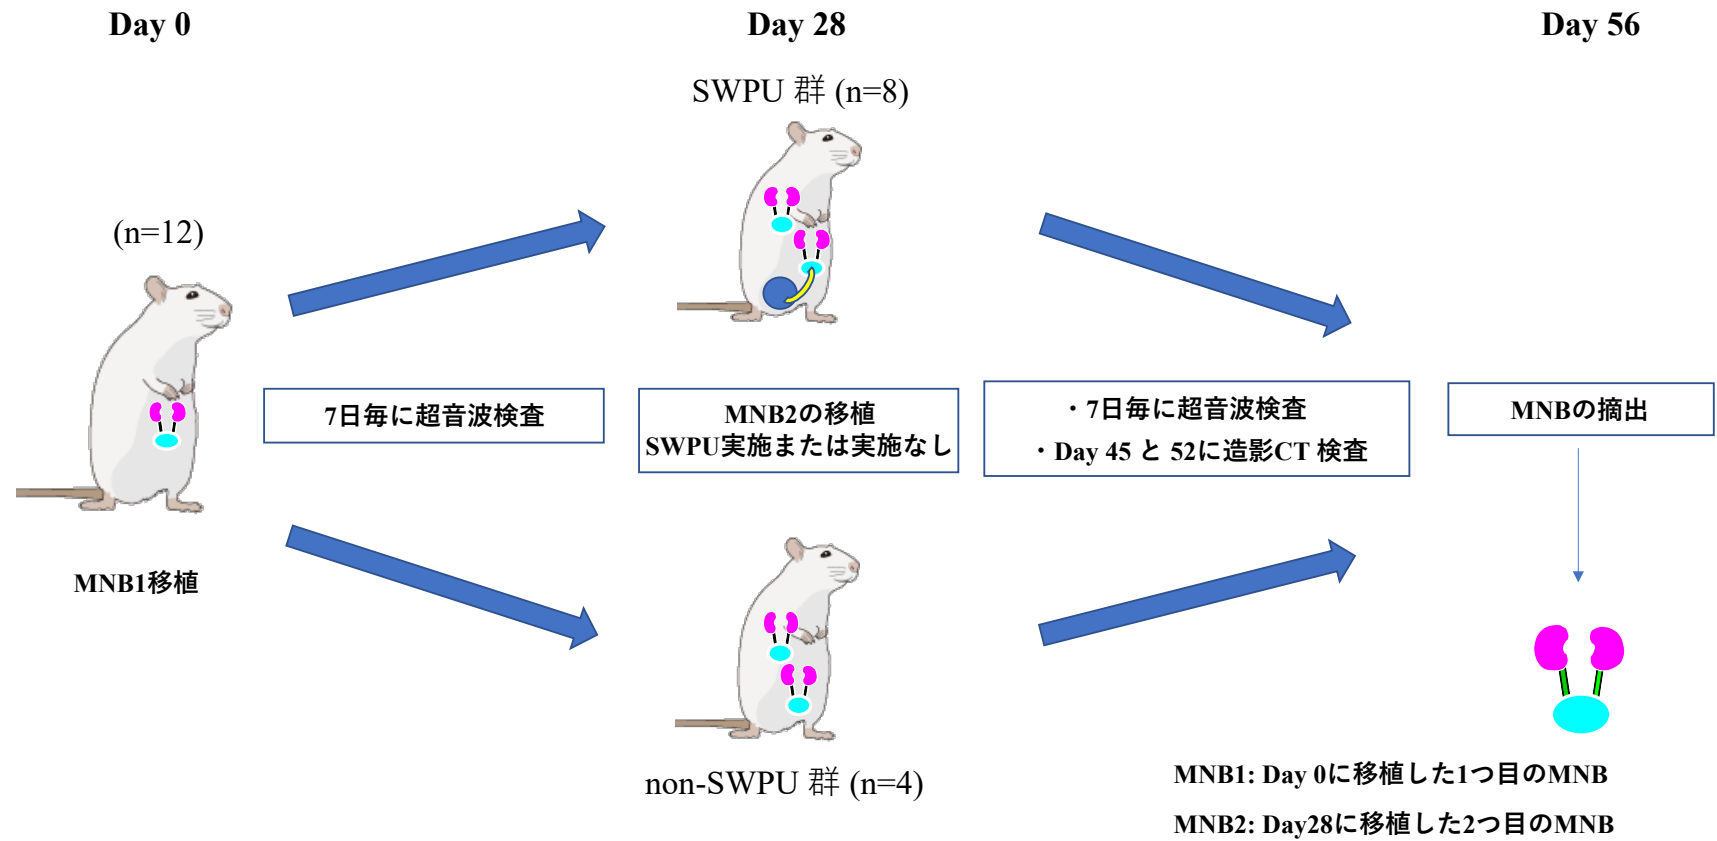 Day 0
Day 28
Day 56
SWPU 群 (n=8)
(n=12)
7日毎に超音波検査
MNB2の移植
SWPU実施または実施なし
・7日毎に超音波検査
・Day 45 と 52に造影CT 検査
MNBの摘出
MNB1移植
non-SWPU 群 (n=4)
MNB1: Day 0に移植した1つ目のMNB
MNB2: Day28に移植した2つ目のMNB